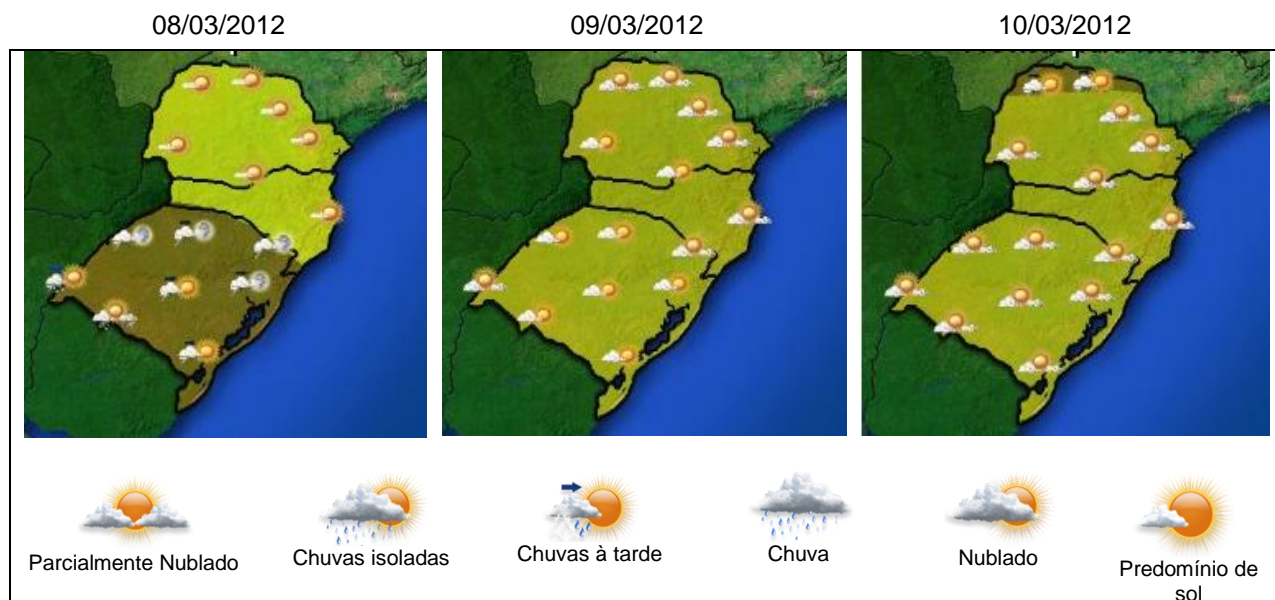 08/03/2012
09/03/2012
10/03/2012
Parcialmente Nublado
Chuvas isoladas
Chuvas à tarde
Chuva
Nublado
Predomínio de
sol